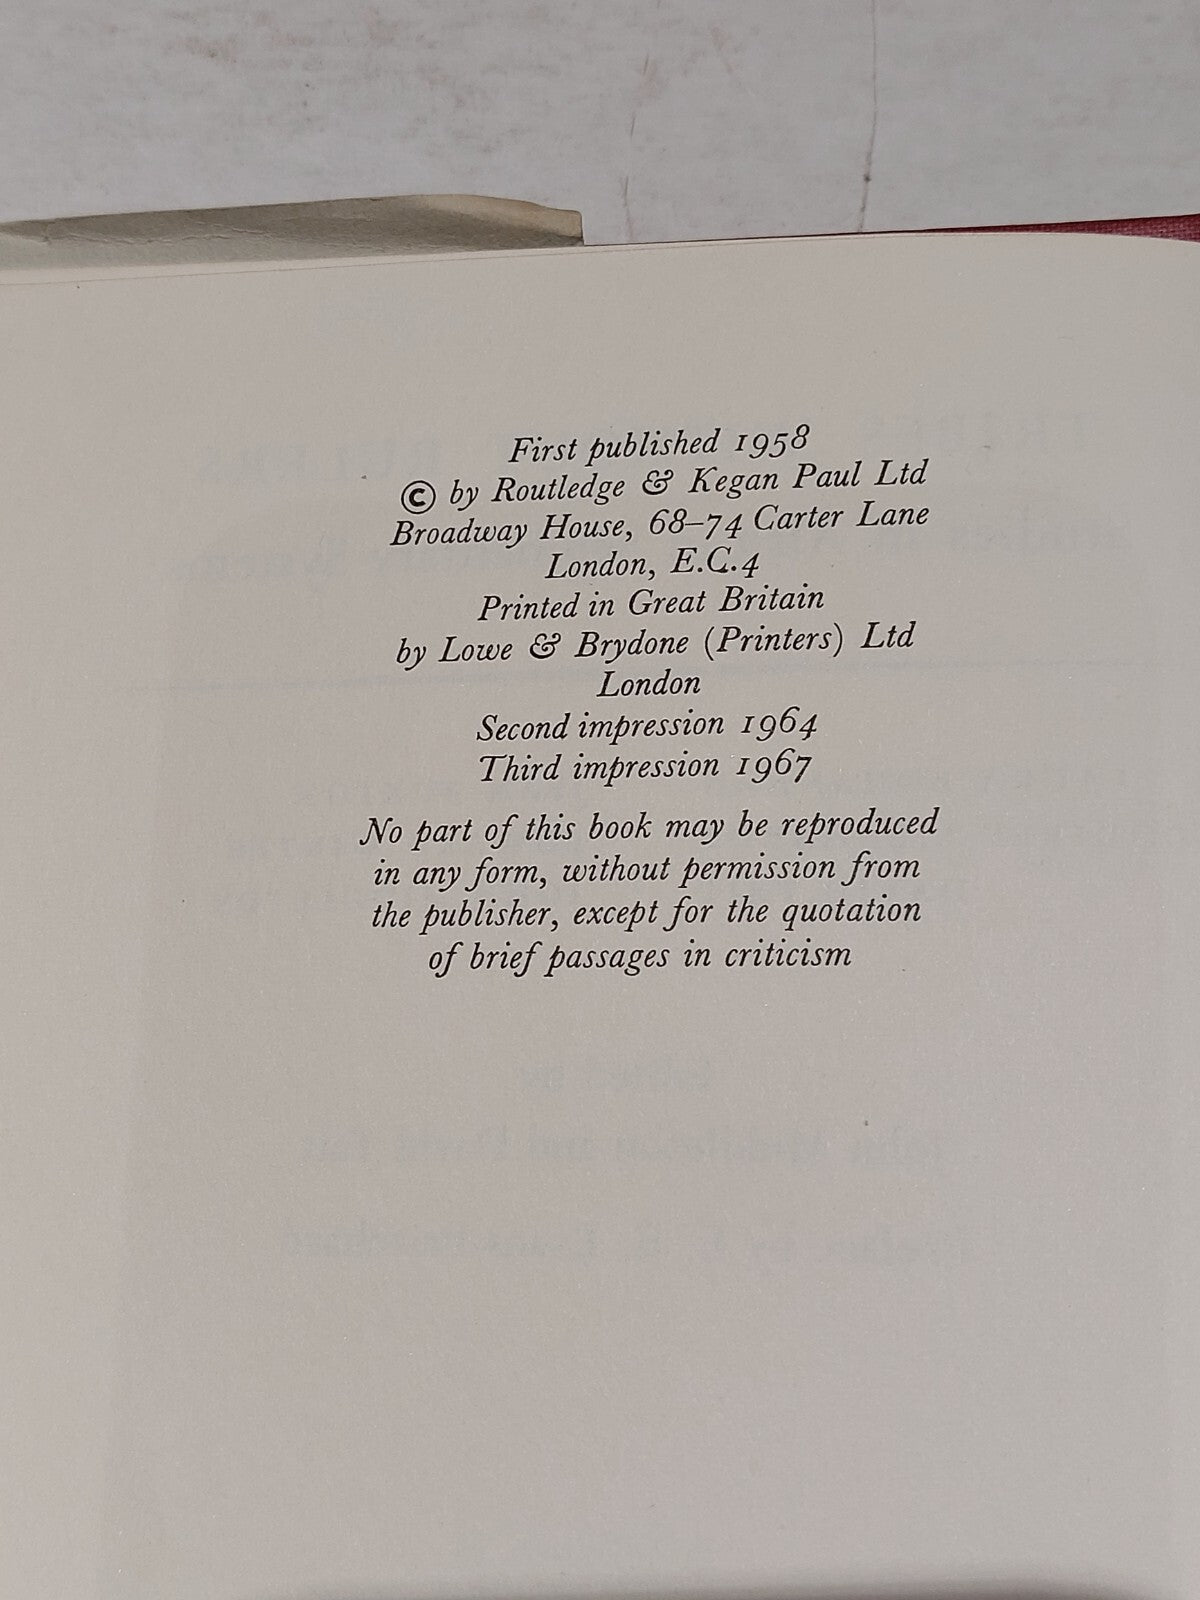 First published 1958
© by Routledge & Kegan Paul Ltd
Broadway House, 68–74 Carter Lane
London, E.C.4
Printed in Great Britain
by Lowe & Brydone (Printers) Ltd
London
Second impression 1964
Third impression 1967
No part of this book may be reproduced
in any form, without permission from
the publisher, except for the quotation
of brief passages in criticism